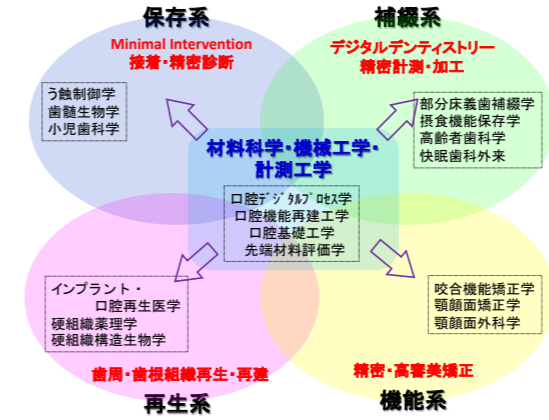 保存系
Minimal Intervention
接着・精密診断
う蝕制御学
歯髄生物学
小児歯科学
補綴系
デジタルデンティストリー
精密計測・加工
部分床義歯補綴学
摂食機能保存学
高齢者歯科学
快眠歯科外来
材料科学・機械工学・
計測工学
口腔ﾃﾞｼﾞﾀﾙﾌﾟﾛｾｽ学
口腔機能再建工学
口腔基礎工学
先端材料評価学
インプラント・
口腔再生医学
硬組織薬理学
硬組織構造生物学
歯周・歯根組織再生・再建
再生系
咬合機能矯正学
顎顔面矯正学
顎顔面外科学
精密・高審美矯正
機能系